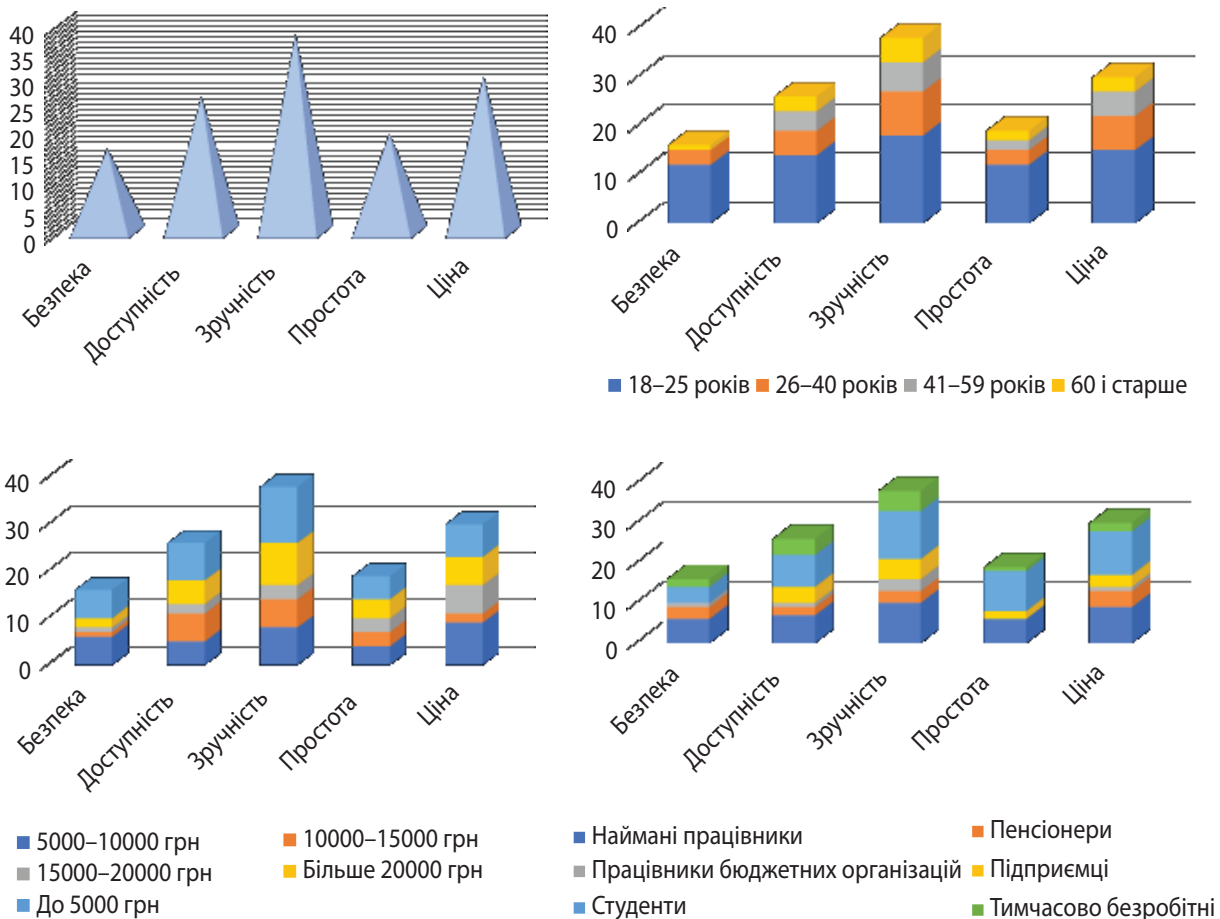 40
35
30
25
20
15
10
5
0
Безпека
Доступність
Зручність
Простота
Ціна
40
30
20
10
0
Безпека
Доступність
Зручність
Простота
Ціна
18–25 років 26–40 років 41–59 років 60 і старше
40
30
20
10
0
Безпека
Доступність
Зручність
Простота
Ціна
5000–10000 грн 10000–15000 грн
15000–20000 грн Більше 20000 грн
До 5000 грн
40
30
20
10
0
Безпека
Доступність
Зручність
Простота
Ціна
Наймані працівники Пенсіонери
Працівники бюджетних організацій Підприємці
Студенти Тимчасово безробітні